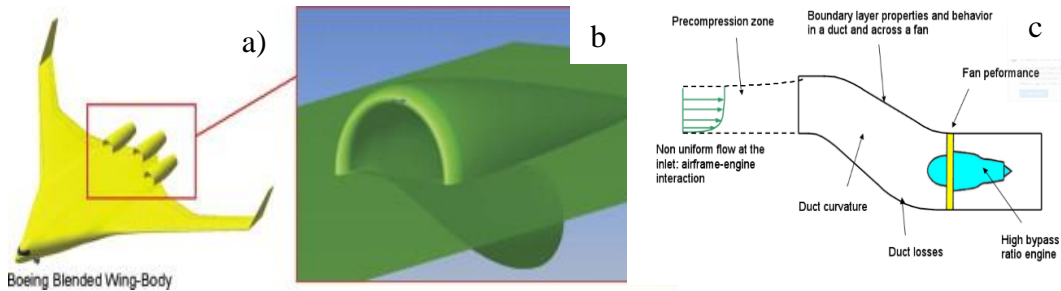 a)
Boeing Blended Wing-Body
b
c
Precompression zone
Boundary layer properties and behavior
in a duct and across a fan
Fan peformance
Non uniform flow at the
inlet: airframe-engine
interaction
Duct curvature
Duct losses
High bypass
ratio engine